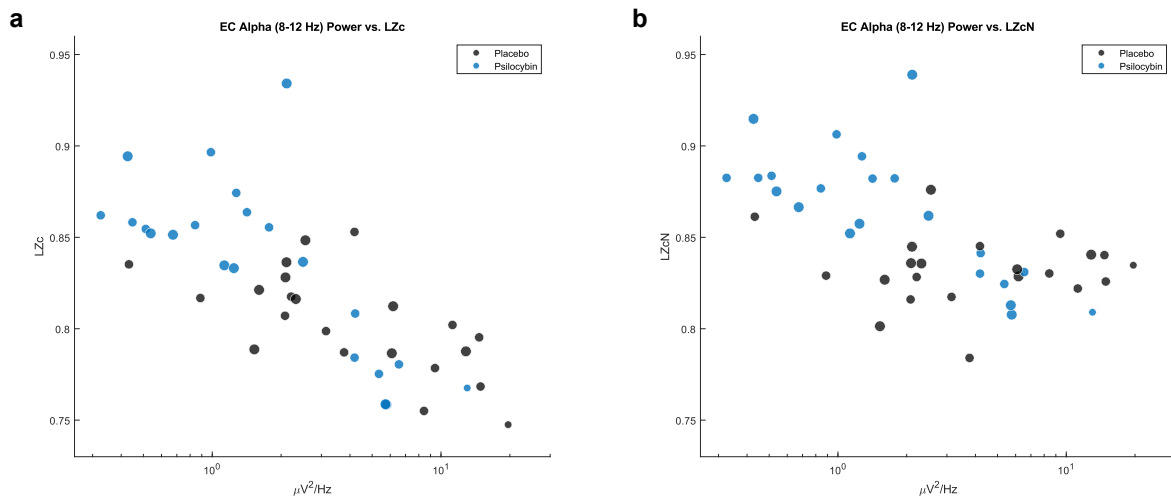 a
EC Alpha (8-12 Hz) Power vs. LZc
Placebo
Psilocybin
0.95
0.9
0.85
0.8
0.75
LZc
10⁰
10¹
μV²/Hz
b
EC Alpha (8-12 Hz) Power vs. LZcN
Placebo
Psilocybin
0.95
0.9
0.85
0.8
0.75
LZcN
10⁰
10¹
μV²/Hz